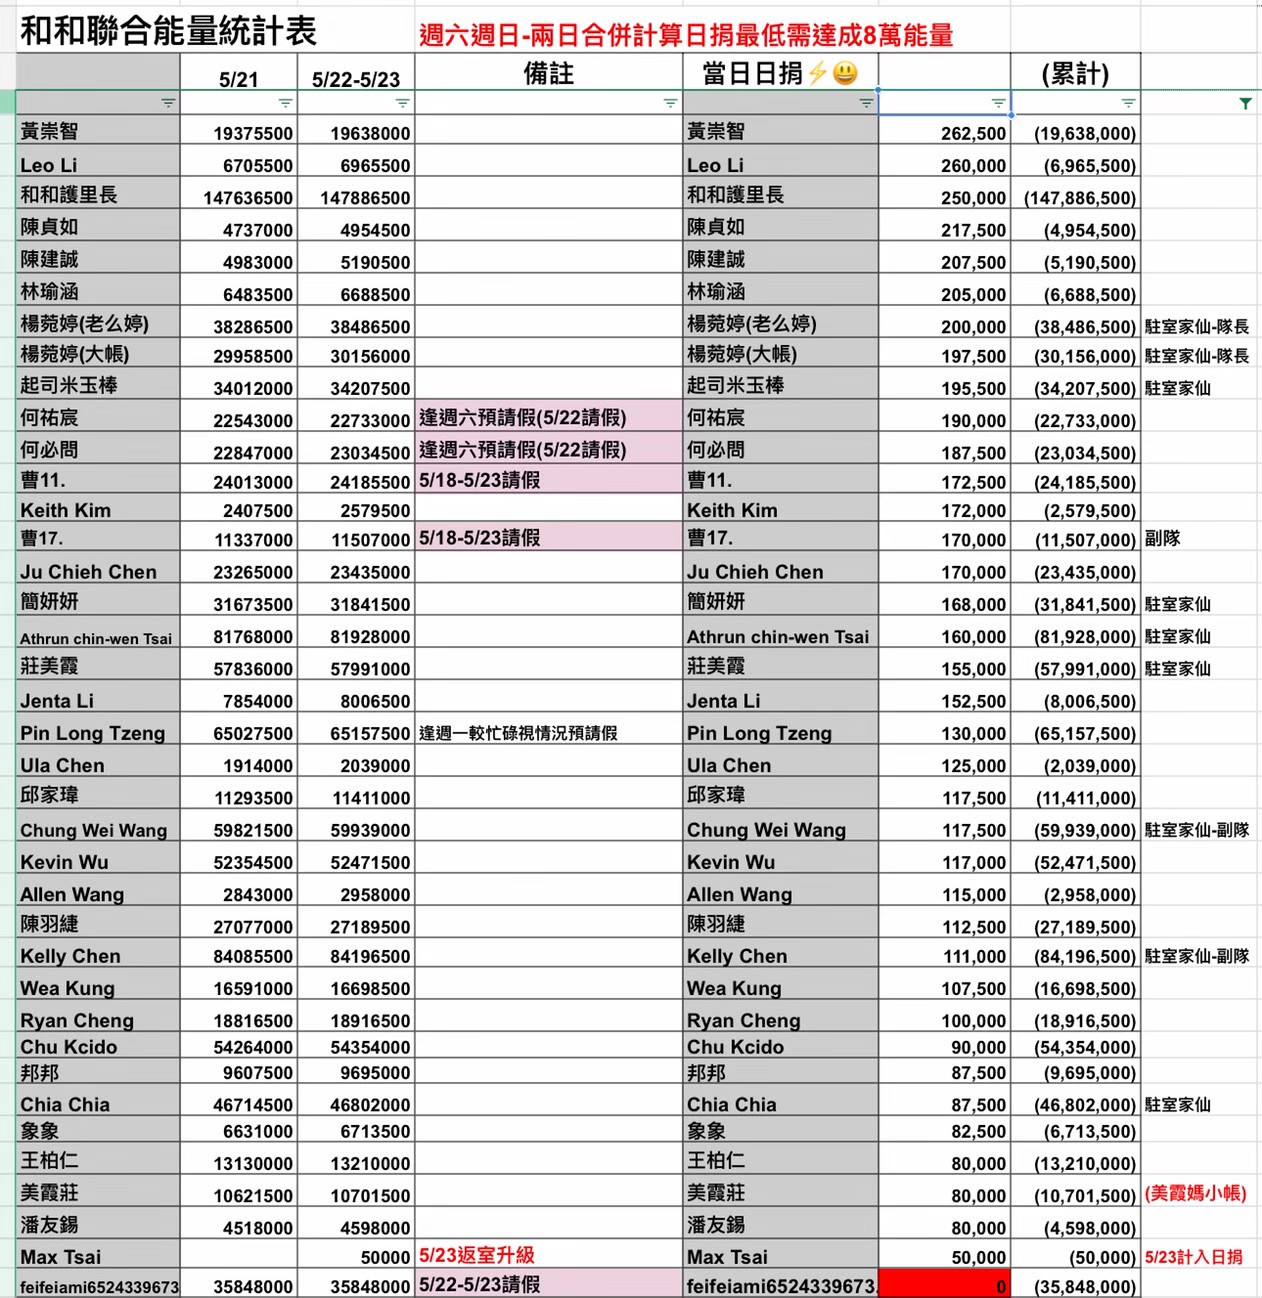 和和聯合能量統計表 週六週日-兩日合併計算日捐最低需達成8萬能量
5/21 5/22-5/23 備註 當日日捐⚡😃 (累計)
黃崇智 19375500 19638000 黃崇智 262,500 (19,638,000)
Leo Li 6705500 6965500 Leo Li 260,000 (6,965,500)
和和護里長 147636500 147886500 和和護里長 250,000 (147,886,500)
陳貞如 4737000 4954500 陳貞如 217,500 (4,954,500)
陳建誠 4983000 5190500 陳建誠 207,500 (5,190,500)
林瑜涵 6483500 6688500 林瑜涵 205,000 (6,688,500)
楊菀婷(老么婷) 38286500 38486500 楊菀婷(老么婷) 200,000 (38,486,500) 駐室家仙-隊長
楊菀婷(大帳) 29958500 30156000 楊菀婷(大帳) 197,500 (30,156,000) 駐室家仙-隊長
起司米玉棒 34012000 34207500 起司米玉棒 195,500 (34,207,500) 駐室家仙
何祐宸 22543000 22733000 逢週六預請假(5/22請假) 何祐宸 190,000 (22,733,000)
何必問 22847000 23034500 逢週六預請假(5/22請假) 何必問 187,500 (23,034,500)
曹11. 24013000 24185500 5/18-5/23請假 曹11. 172,500 (24,185,500)
Keith Kim 2407500 2579500 Keith Kim 172,000 (2,579,500)
曹17. 11337000 11507000 5/18-5/23請假 曹17. 170,000 (11,507,000) 副隊
Ju Chieh Chen 23265000 23435000 Ju Chieh Chen 170,000 (23,435,000)
簡妍妍 31673500 31841500 簡妍妍 168,000 (31,841,500) 駐室家仙
Athrun chin-wen Tsai 81768000 81928000 Athrun chin-wen Tsai 160,000 (81,928,000) 駐室家仙
莊美霞 57836000 57991000 莊美霞 155,000 (57,991,000) 駐室家仙
Jenta Li 7854000 8006500 Jenta Li 152,500 (8,006,500)
Pin Long Tzeng 65027500 65157500 逢週一較忙碌視情況預請假 Pin Long Tzeng 130,000 (65,157,500)
Ula Chen 1914000 2039000 Ula Chen 125,000 (2,039,000)
邱家瑋 11293500 11411000 邱家瑋 117,500 (11,411,000)
Chung Wei Wang 59821500 59939000 Chung Wei Wang 117,500 (59,939,000) 駐室家仙-副隊
Kevin Wu 52354500 52471500 Kevin Wu 117,000 (52,471,500)
Allen Wang 2843000 2958000 Allen Wang 115,000 (2,958,000)
陳羽緁 27077000 27189500 陳羽緁 112,500 (27,189,500)
Kelly Chen 84085500 84196500 Kelly Chen 111,000 (84,196,500) 駐室家仙-副隊
Wea Kung 16591000 16698500 Wea Kung 107,500 (16,698,500)
Ryan Cheng 18816500 18916500 Ryan Cheng 100,000 (18,916,500)
Chu Kcido 54264000 54354000 Chu Kcido 90,000 (54,354,000)
邦邦 9607500 9695000 邦邦 87,500 (9,695,000)
Chia Chia 46714500 46802000 Chia Chia 87,500 (46,802,000) 駐室家仙
象象 6631000 6713500 象象 82,500 (6,713,500)
王柏仁 13130000 13210000 王柏仁 80,000 (13,210,000)
美霞莊 10621500 10701500 美霞莊 80,000 (10,701,500) (美霞媽小帳)
潘友錫 4518000 4598000 潘友錫 80,000 (4,598,000)
Max Tsai 50000 5/23返室升級 Max Tsai 50,000 (50,000) 5/23計入日捐
feifeiami6524339673 35848000 35848000 5/22-5/23請假 feifeiami6524339673. 0 (35,848,000)